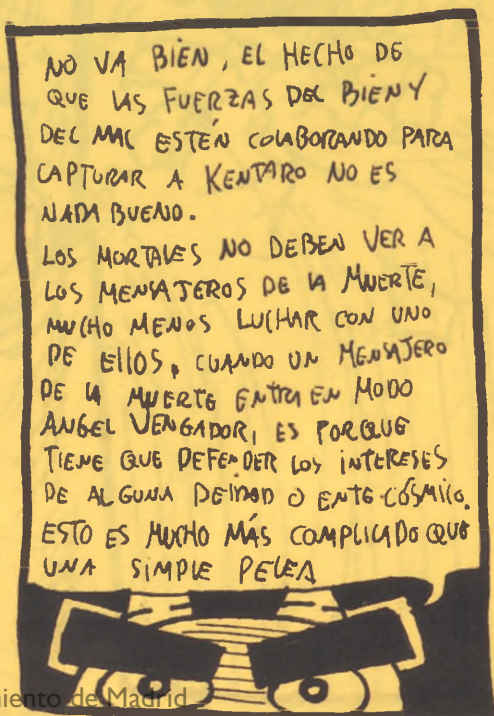 NO VA BIEN, EL HECHO DE
QUE LAS FUERZAS DEL BIEN Y
DEL MAL ESTÉN COLABORANDO PARA
CAPTURAR A KENTARO NO ES
NADA BUENO.
LOS MORTALES NO DEBEN VER A
LOS MENSAJEROS DE LA MUERTE,
MUCHO MENOS LUCHAR CON UNO
DE ELLOS, CUANDO UN MENSAJERO
DE LA MUERTE ENTRA EN MODO
ANGEL VENGADOR, ES PORQUE
TIENE QUE DEFENDER LOS INTERESES
DE ALGUNA DEIDAD O ENTE CÓSMICO.
ESTO ES MUCHO MÁS COMPLICADO QUE
UNA SIMPLE PELEA
miento de Madrid